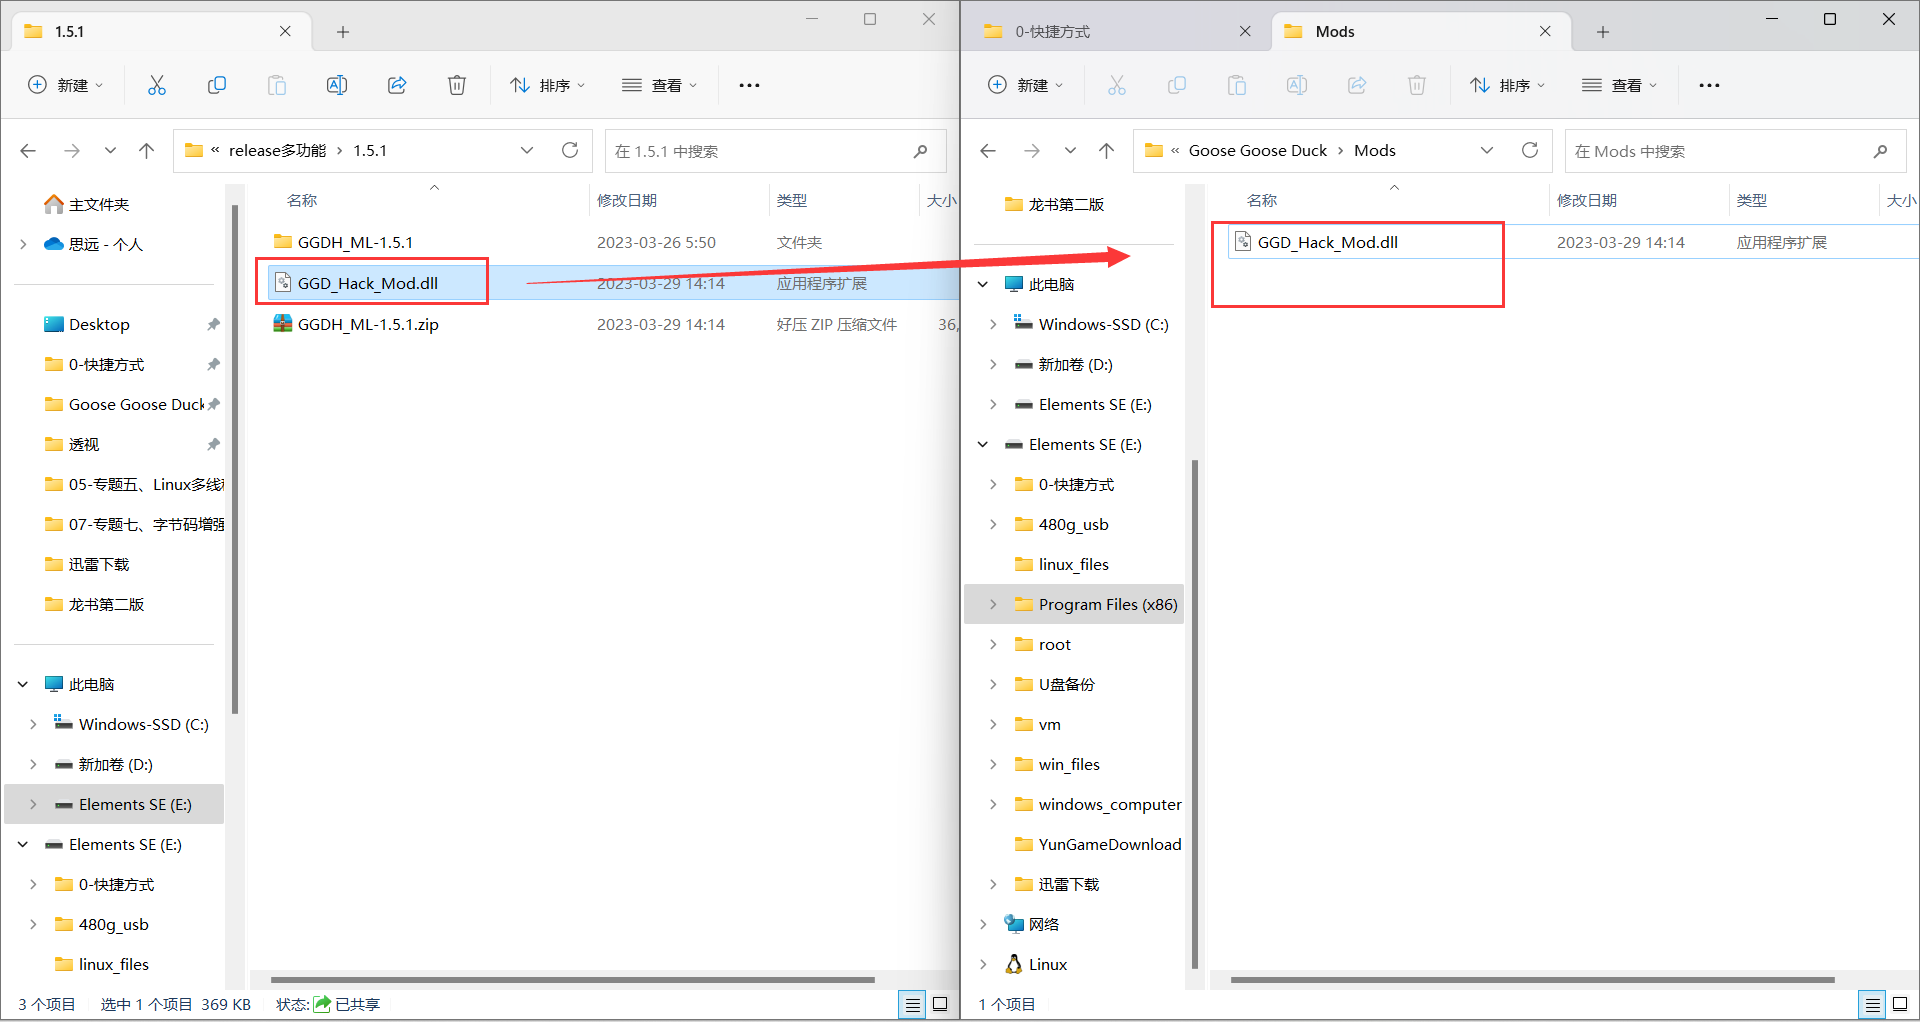 1.5.1
新建
排序
查看
« release多功能 › 1.5.1
在 1.5.1 中搜索
主文件夹
思远 - 个人
Desktop
0-快捷方式
Goose Goose Duck
透视
05-专题五、Linux多线
07-专题七、字节码增强
迅雷下载
龙书第二版
此电脑
Windows-SSD (C:)
新加卷 (D:)
Elements SE (E:)
Elements SE (E:)
0-快捷方式
480g_usb
linux_files
名称 修改日期 类型 大小
GGDH_ML-1.5.1 2023-03-26 5:50 文件夹
GGD_Hack_Mod.dll 2023-03-29 14:14 应用程序扩展
GGDH_ML-1.5.1.zip 2023-03-29 14:14 好压 ZIP 压缩文件 36,
3 个项目 选中 1 个项目 369 KB 状态: 已共享
0-快捷方式
Mods
新建
排序
查看
« Goose Goose Duck › Mods
在 Mods 中搜索
龙书第二版
此电脑
Windows-SSD (C:)
新加卷 (D:)
Elements SE (E:)
Elements SE (E:)
0-快捷方式
480g_usb
linux_files
Program Files (x86)
root
U盘备份
vm
win_files
windows_computer
YunGameDownload
迅雷下载
网络
Linux
名称 修改日期 类型 大小
GGD_Hack_Mod.dll 2023-03-29 14:14 应用程序扩展
1 个项目